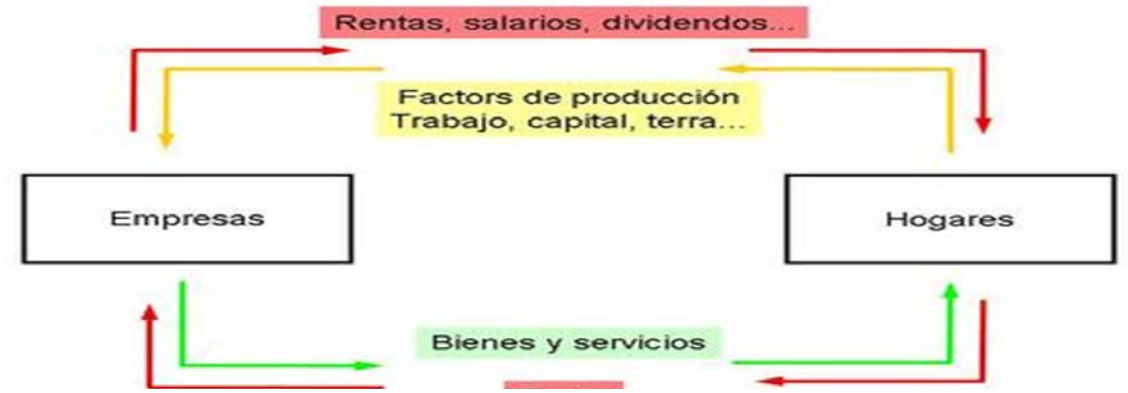 Rentas, salarios, dividendos...
Factors de producción
Trabajo, capital, terra...
Empresas
Hogares
Bienes y servicios